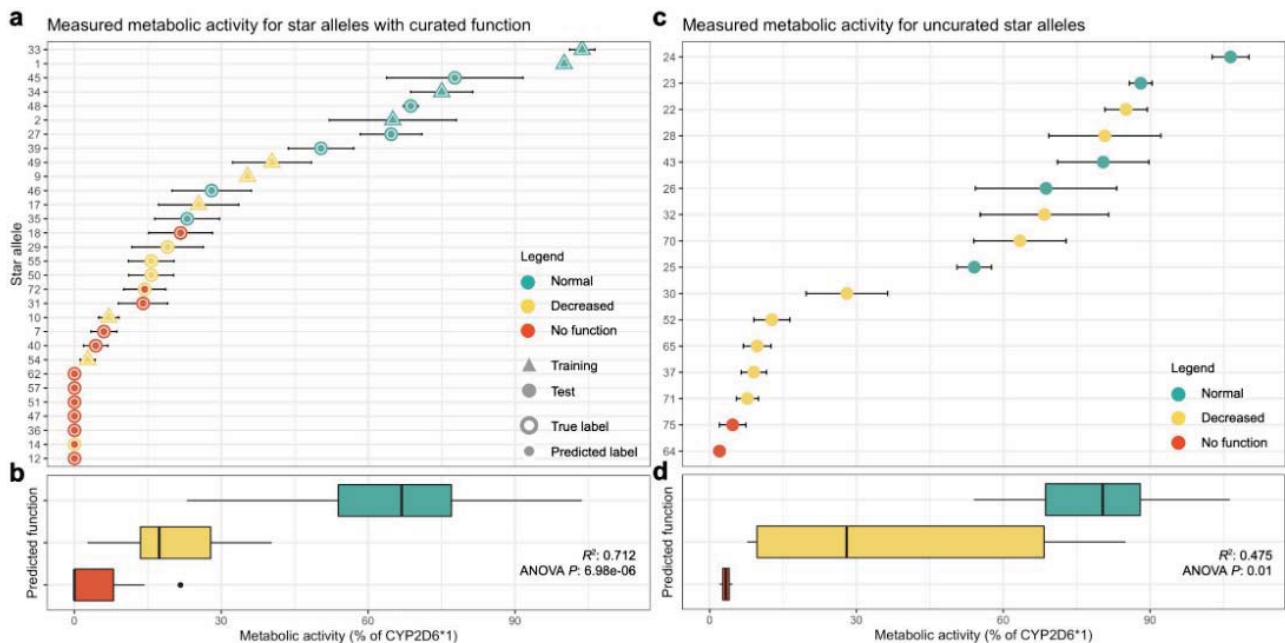 a
Measured metabolic activity for star alleles with curated function
Star allele
33
1
45
34
48
2
27
39
49
9
46
17
35
18
29
55
50
72
31
10
7
40
54
62
57
51
47
36
14
12
Legend
Normal
Decreased
No function
Training
Test
True label
Predicted label
b
Predicted function
R²: 0.712
ANOVA P: 6.98e-06
0
30
60
90
Metabolic activity (% of CYP2D6*1)
c
Measured metabolic activity for uncurated star alleles
24
23
22
28
43
26
32
70
25
30
52
65
37
71
75
64
Legend
Normal
Decreased
No function
d
Predicted function
R²: 0.475
ANOVA P: 0.01
0
30
60
90
Metabolic activity (% of CYP2D6*1)